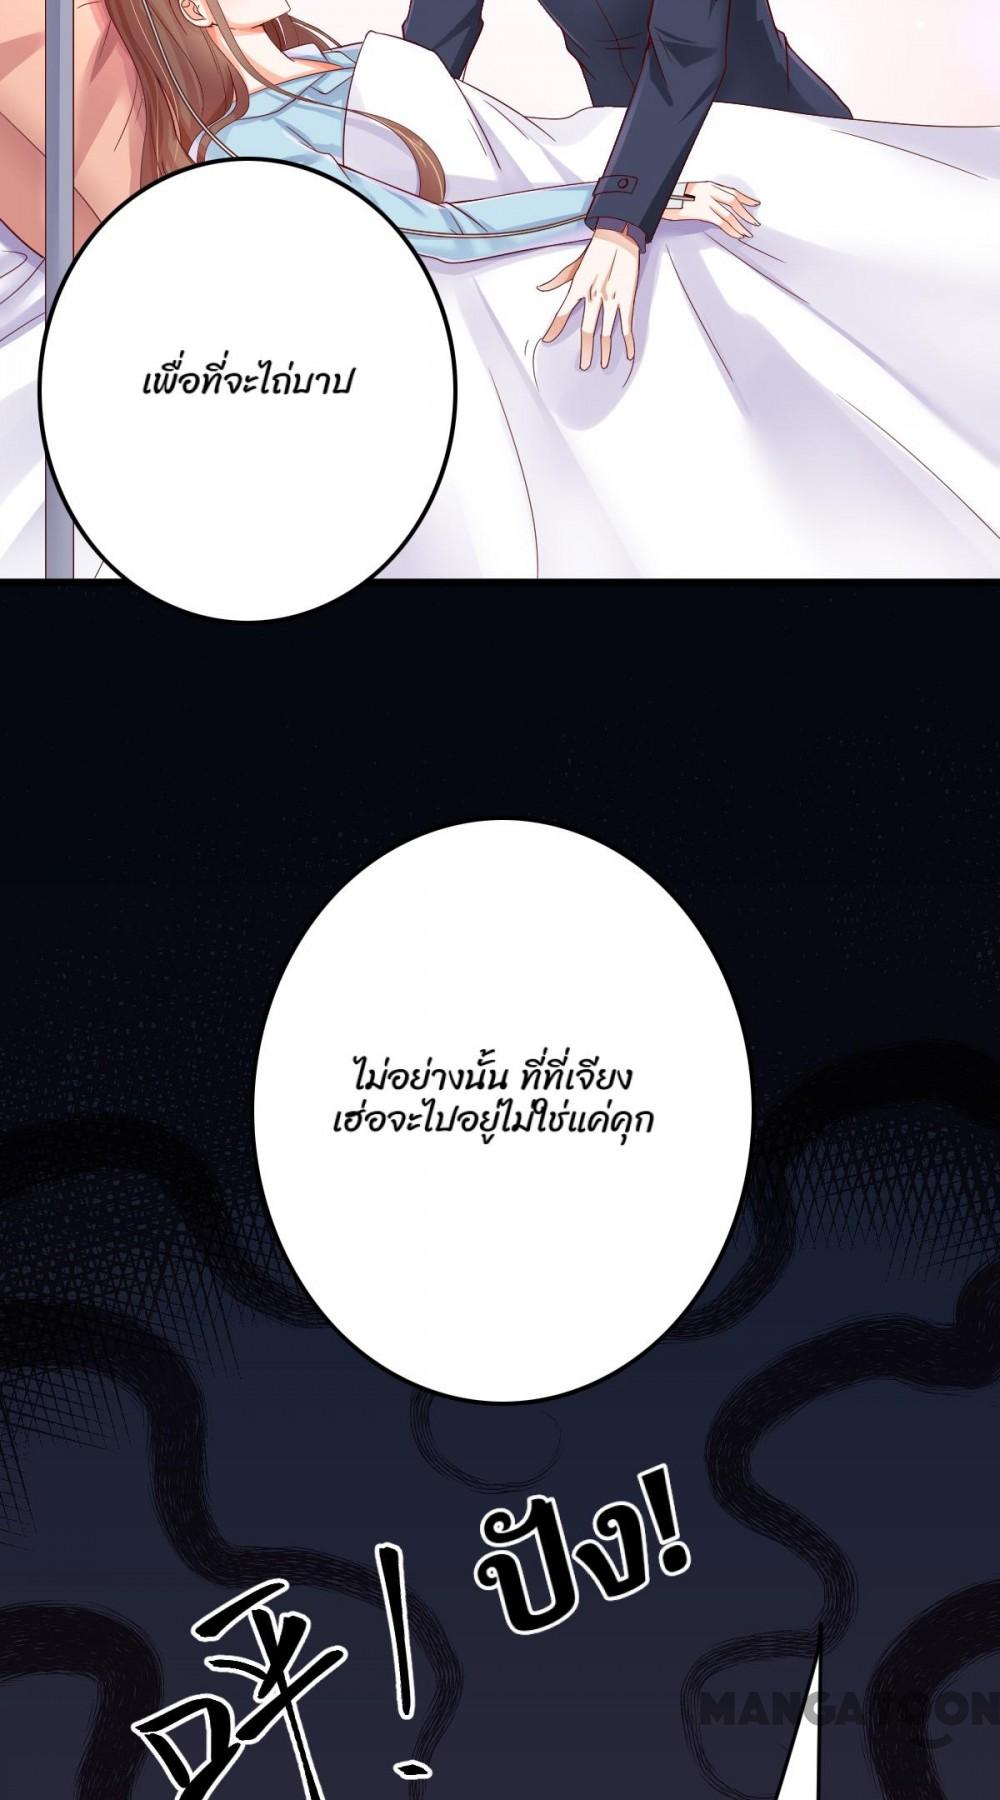 เพื่อที่จะไถ่บาป
ไม่อย่างนั้น ที่ที่เจียง
เฮ่อจะไปอยู่ไม่ใช่แค่คุก
ปัง!
呯!
MANGATOON